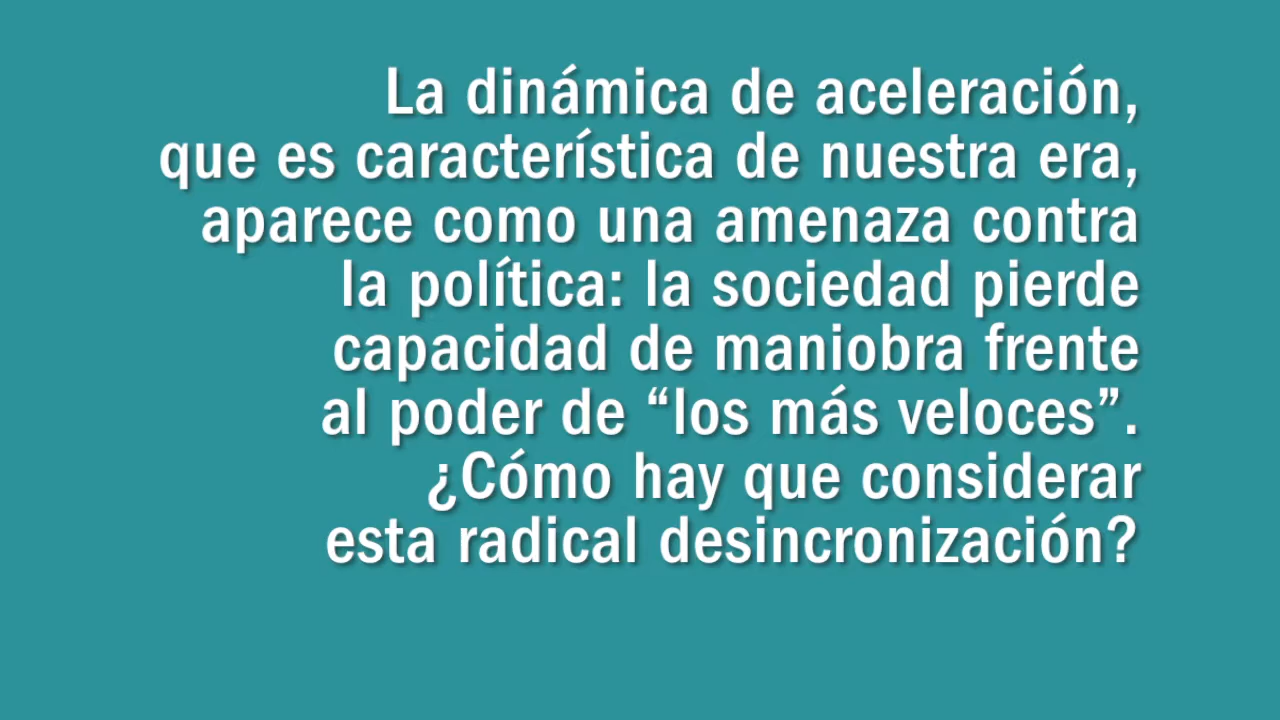 La dinámica de aceleración,
que es característica de nuestra era,
aparece como una amenaza contra
la política: la sociedad pierde
capacidad de maniobra frente
al poder de “los más veloces”.
¿Cómo hay que considerar
esta radical desincronización?